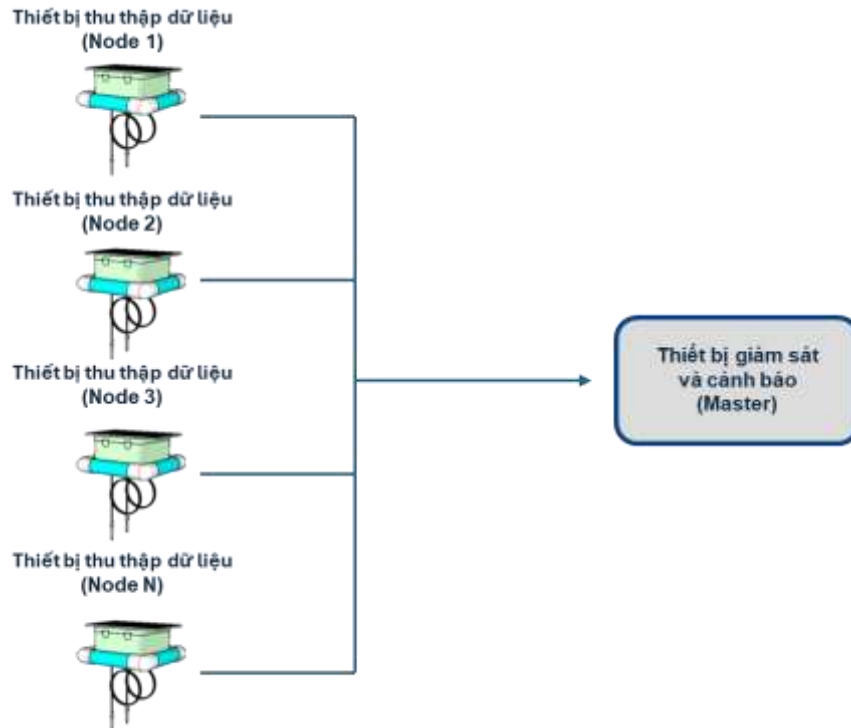 Thiết bị thu thập dữ liệu
(Node 1)
Thiết bị thu thập dữ liệu
(Node 2)
Thiết bị thu thập dữ liệu
(Node 3)
Thiết bị thu thập dữ liệu
(Node N)
Thiết bị giám sát
và cảnh báo
(Master)